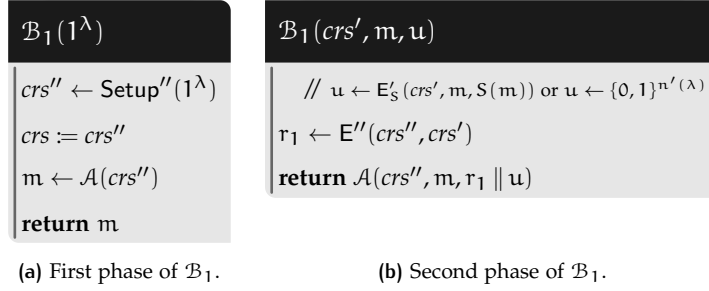 ℬ₁(1^λ)
crs′′ ← Setup′′(1^λ)
crs := crs′′
m ← 𝒜(crs′′)
return m
(a) First phase of ℬ₁.
ℬ₁(crs′, m, u)
// u ← E′_S(crs′, m, S(m)) or u ← {0, 1}^{n′(λ)}
r₁ ← E′′(crs′′, crs′)
return 𝒜(crs′′, m, r₁ ∥ u)
(b) Second phase of ℬ₁.